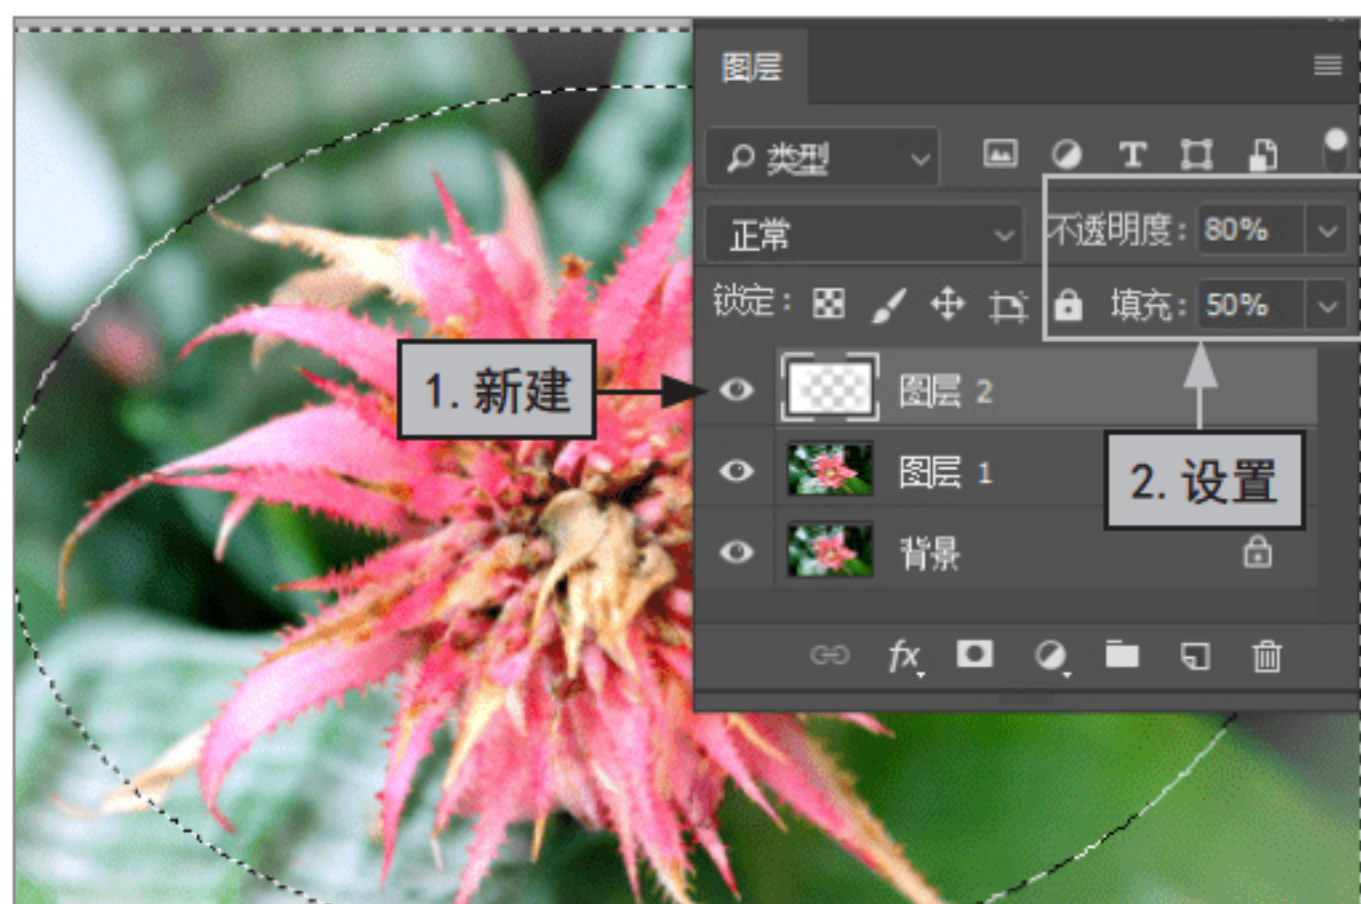 图层
类型
正常
不透明度：80%
锁定：
填充：50%
1. 新建
图层 2
图层 1
2. 设置
背景
fx